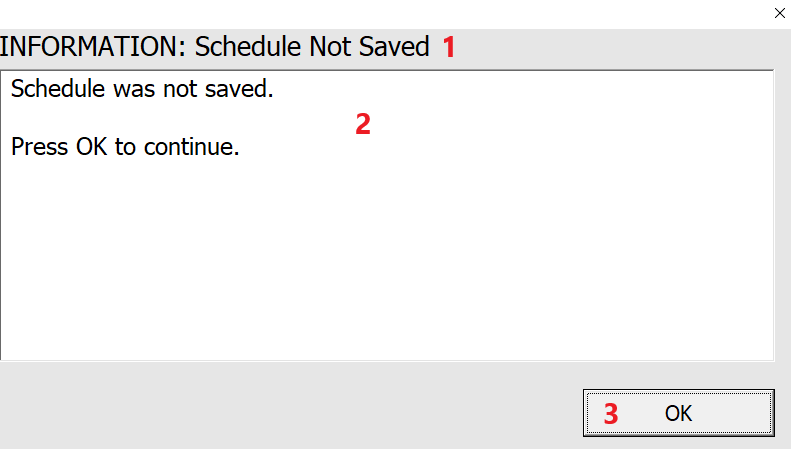 INFORMATION: Schedule Not Saved 1
Schedule was not saved.
2
Press OK to continue.
3 OK